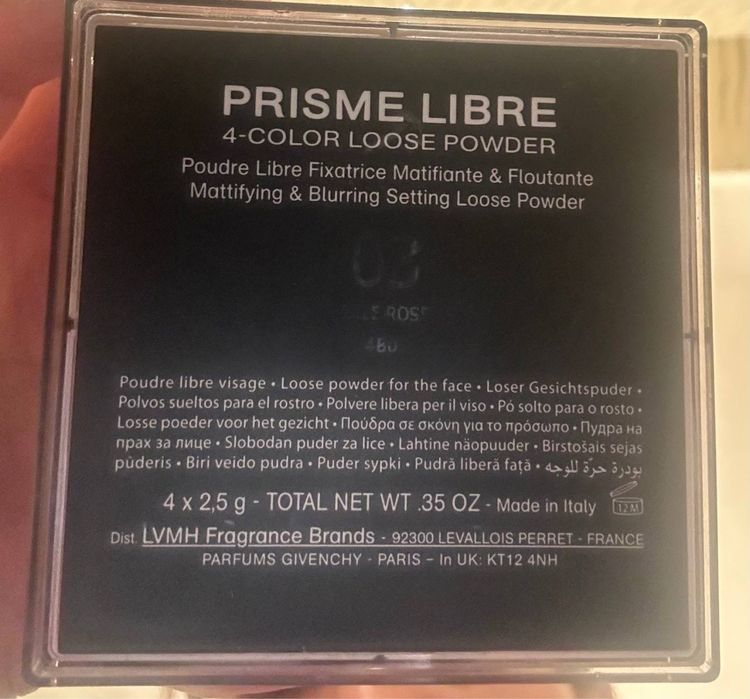 PRISME LIBRE
4-COLOR LOOSE POWDER
Poudre Libre Fixatrice Matifiante & Floutante
Mattifying & Blurring Setting Loose Powder
03
Poudre libre visage • Loose powder for the face • Loser Gesichtspuder •
Polvos sueltos para el rostro • Polvere libera per il viso • Pó solto para o rosto •
Losse poeder voor het gezicht • Πούδρα σε σκόνη για το πρόσωπο • Пудра на
прах за лице • Slobodan puder za lice • Lahtine näopuuder • Birstošais sejas
pūderis • Biri veido pudra • Puder sypki • Pudră liberă față • بودرة حرّة للوجه
4 x 2,5 g - TOTAL NET WT .35 OZ - Made in Italy 12 M
Dist. LVMH Fragrance Brands - 92300 LEVALLOIS PERRET - FRANCE
PARFUMS GIVENCHY - PARIS – In UK: KT12 4NH